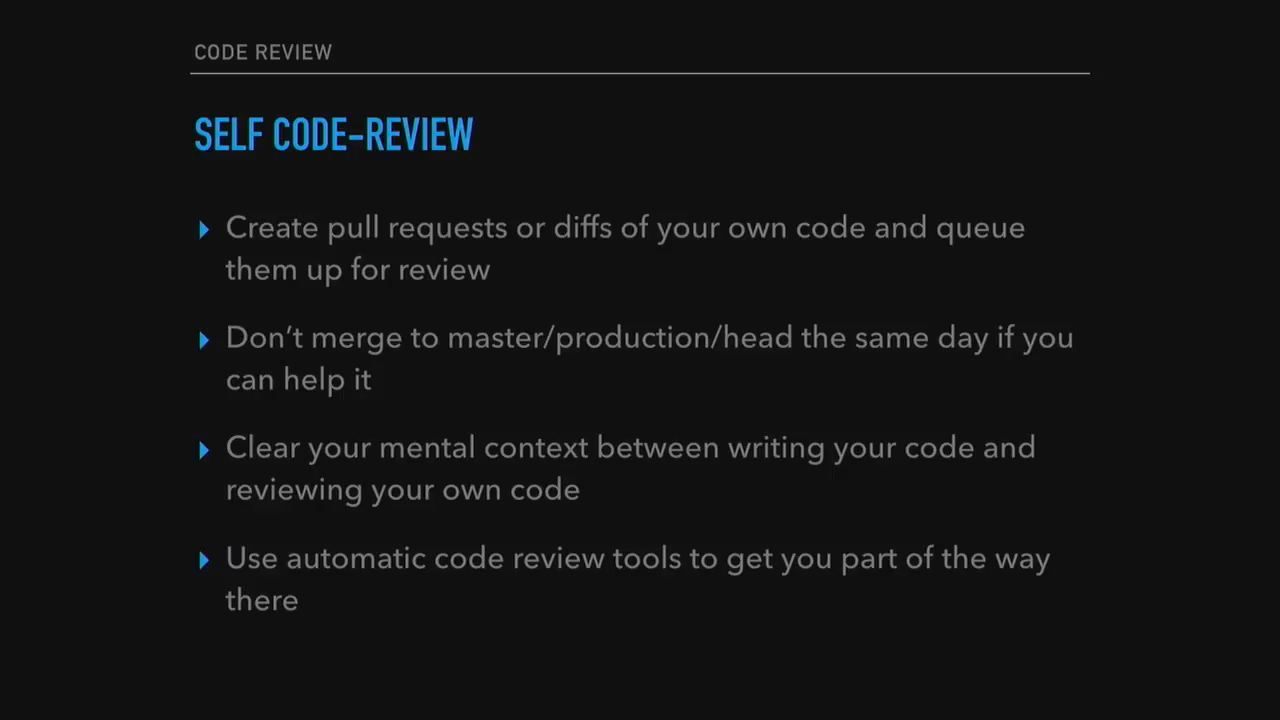 CODE REVIEW
SELF CODE-REVIEW
Create pull requests or diffs of your own code and queue
them up for review
Don’t merge to master/production/head the same day if you
can help it
Clear your mental context between writing your code and
reviewing your own code
Use automatic code review tools to get you part of the way
there